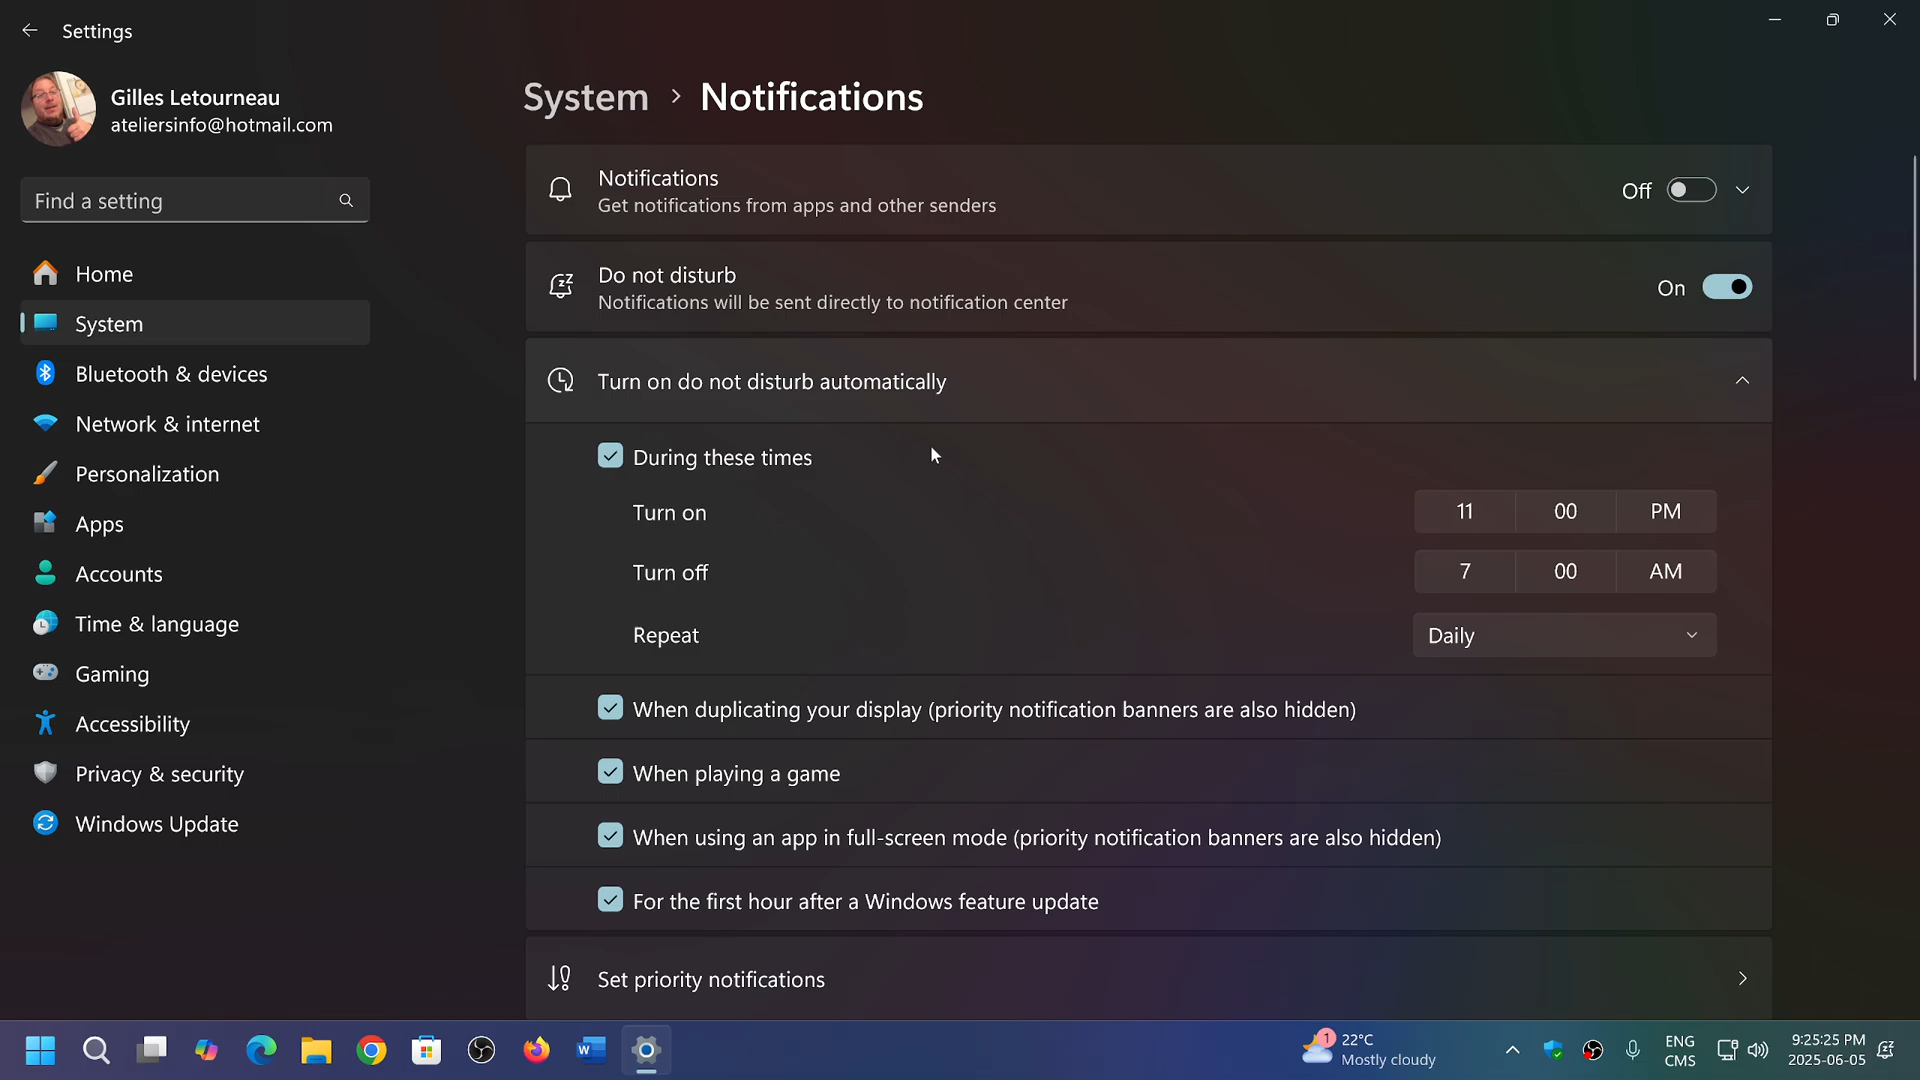 Settings
Gilles Letourneau
ateliersinfo@hotmail.com
Find a setting
Home
System
Bluetooth & devices
Network & internet
Personalization
Apps
Accounts
Time & language
Gaming
Accessibility
Privacy & security
Windows Update
System > Notifications
Notifications
Get notifications from apps and other senders
Off
Do not disturb
Notifications will be sent directly to notification center
On
Turn on do not disturb automatically
During these times
Turn on 11 00 PM
Turn off 7 00 AM
Repeat Daily
When duplicating your display (priority notification banners are also hidden)
When playing a game
When using an app in full-screen mode (priority notification banners are also hidden)
For the first hour after a Windows feature update
Set priority notifications
1
22°C
Mostly cloudy
ENG
CMS
9:25:25 PM
2025-06-05